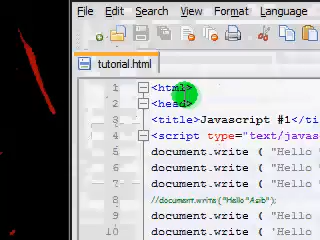 File Edit Search View Format Language
tutorial.html
1 <html>
2 <head>
3 <title>Javascript #1</ti
4 <script type="text/javas
5 document.write ( "Hello
6 document.write ( "Hello
7 document.write ( "Hello
8 //document.write ("Hello "Asib");
9 document.write ( "Hello
10 document.write ( 'Hello